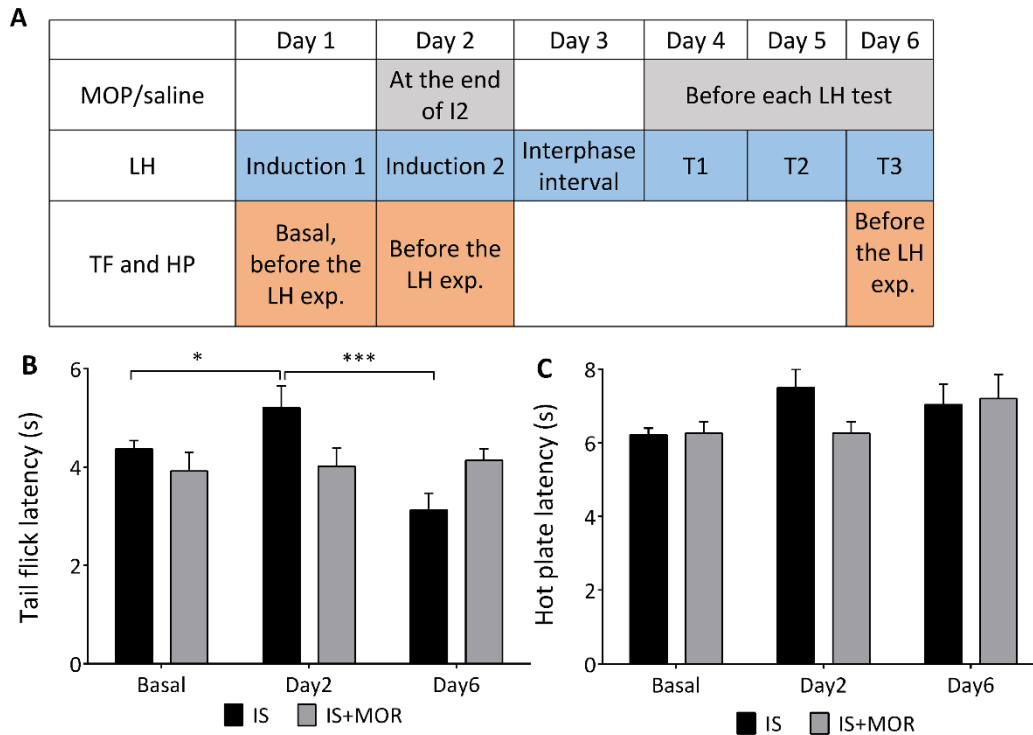 A
Day 1 Day 2 Day 3 Day 4 Day 5 Day 6
MOP/saline
At the end
of I2
Before each LH test
LH
Induction 1
Induction 2
Interphase
interval
T1
T2
T3
TF and HP
Basal,
before the
LH exp.
Before the
LH exp.
Before
the LH
exp.
B
* ***
Tail flick latency (s)
6
4
2
0
Basal Day2 Day6
IS IS+MOR
C
Hot plate latency (s)
8
6
4
2
0
Basal Day2 Day6
IS IS+MOR